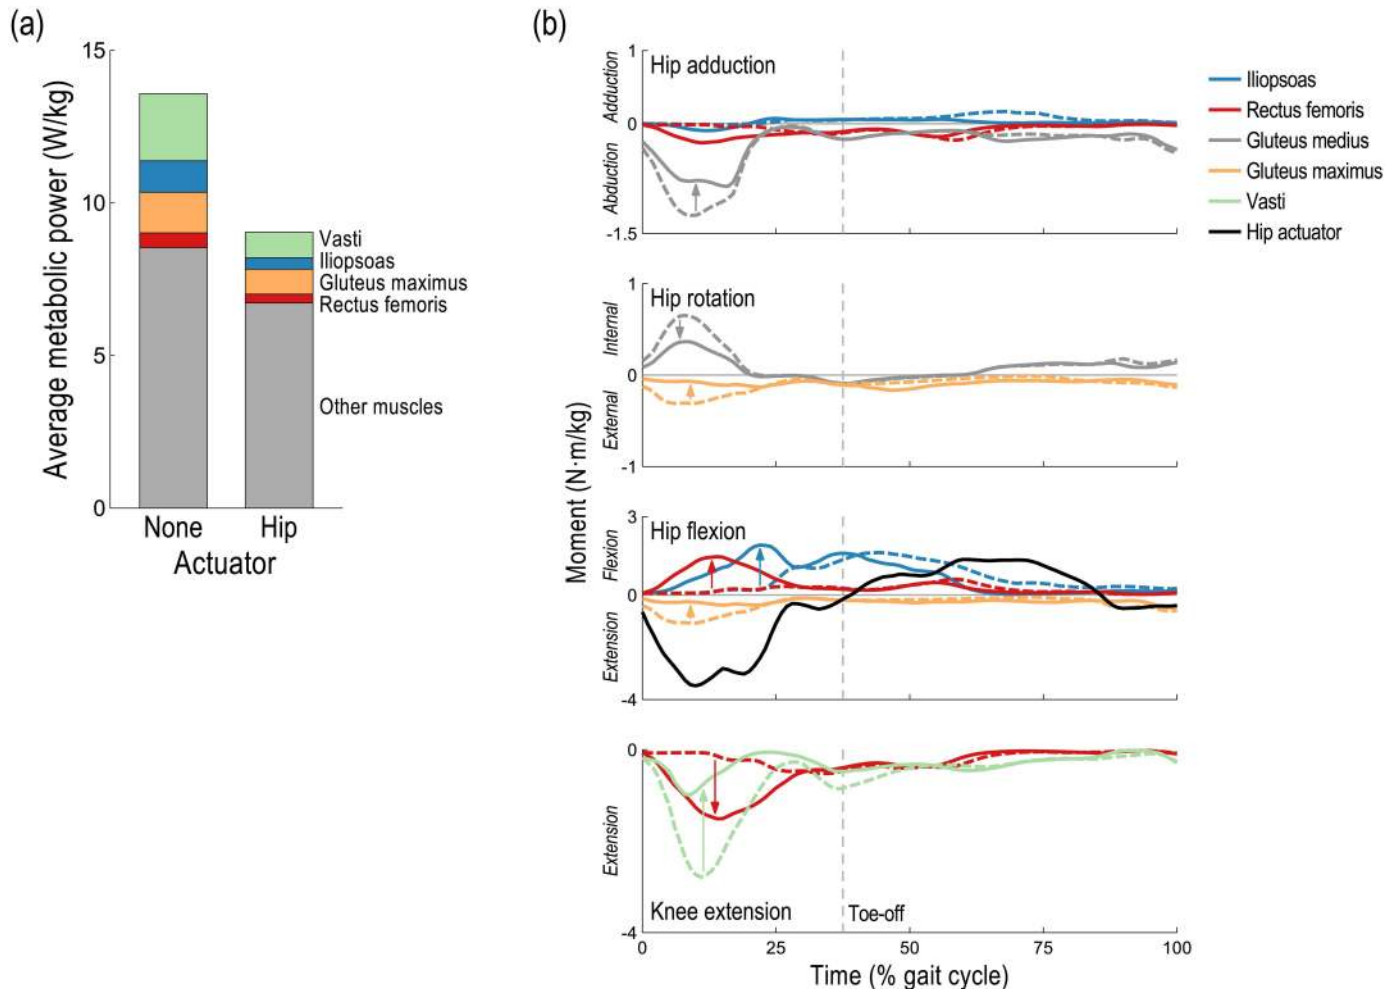 (a)
Average metabolic power (W/kg)
15
10
5
0
Vasti
Iliopsoas
Gluteus maximus
Rectus femoris
Other muscles
None
Hip
Actuator
(b)
Moment (N·m/kg)
Hip adduction
Adduction
Abduction
1
0
-1.5
Hip rotation
Internal
External
1
0
-1
Hip flexion
Flexion
Extension
3
0
-4
Knee extension
Extension
0
-4
Toe-off
0
25
50
75
100
Time (% gait cycle)
Iliopsoas
Rectus femoris
Gluteus medius
Gluteus maximus
Vasti
Hip actuator